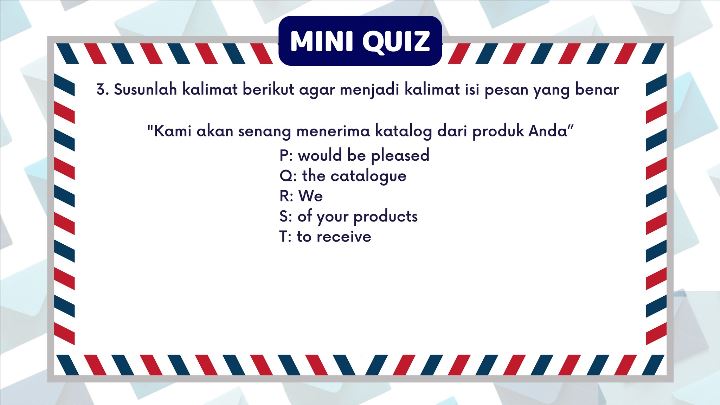 MINI QUIZ
3. Susunlah kalimat berikut agar menjadi kalimat isi pesan yang benar
"Kami akan senang menerima katalog dari produk Anda”
P: would be pleased
Q: the catalogue
R: We
S: of your products
T: to receive